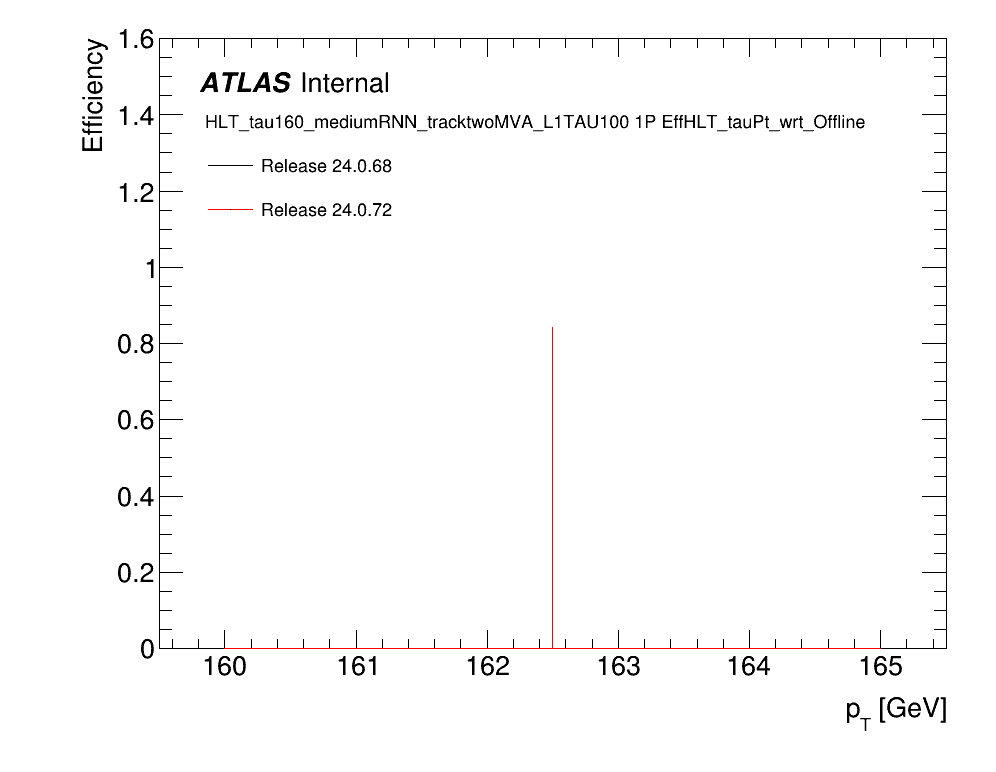 1.6
Efficiency
ATLAS Internal
HLT_tau160_mediumRNN_tracktwoMVA_L1TAU100 1P EffHLT_tauPt_wrt_Offline
1.4
Release 24.0.68
1.2
Release 24.0.72
1
0.8
0.6
0.4
0.2
0
160 161 162 163 164 165
pT [GeV]